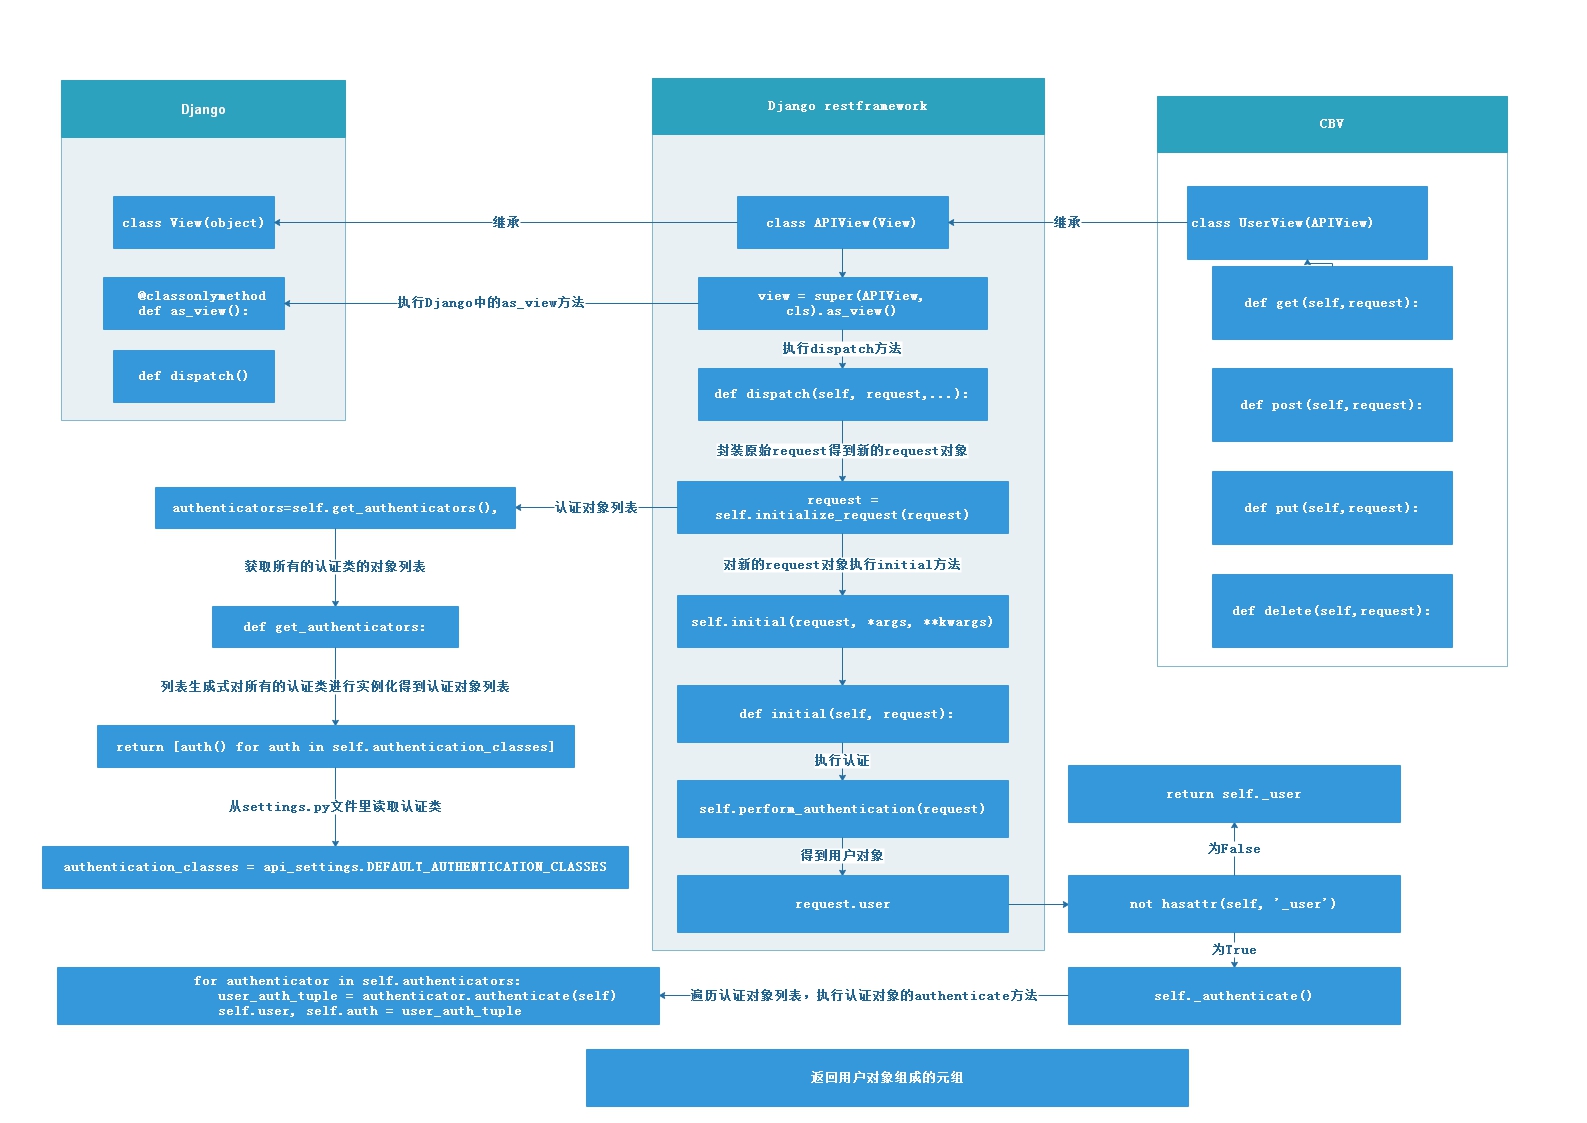 Django
class View(object)
@classonlymethod
def as_view():
def dispatch()
继承
执行Django中的as_view方法
Django restframework
class APIView(View)
view = super(APIView,
cls).as_view()
执行dispatch方法
def dispatch(self, request,...):
封装原始request得到新的request对象
request =
self.initialize_request(request)
对新的request对象执行initial方法
self.initial(request, *args, **kwargs)
def initial(self, request):
执行认证
self.perform_authentication(request)
得到用户对象
request.user
继承
CBV
class UserView(APIView)
def get(self,request):
def post(self,request):
def put(self,request):
def delete(self,request):
认证对象列表
authenticators=self.get_authenticators(),
获取所有的认证类的对象列表
def get_authenticators:
列表生成式对所有的认证类进行实例化得到认证对象列表
return [auth() for auth in self.authentication_classes]
从settings.py文件里读取认证类
authentication_classes = api_settings.DEFAULT_AUTHENTICATION_CLASSES
return self._user
为False
not hasattr(self, '_user')
为True
self._authenticate()
遍历认证对象列表，执行认证对象的authenticate方法
for authenticator in self.authenticators:
user_auth_tuple = authenticator.authenticate(self)
self.user, self.auth = user_auth_tuple
返回用户对象组成的元组